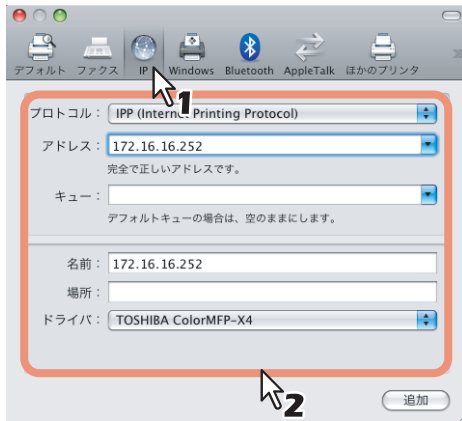 デフォルト ファクス IP Windows Bluetooth AppleTalk ほかのプリンタ
1
プロトコル： IPP (Internet Printing Protocol)
アドレス： 172.16.16.252
完全で正しいアドレスです。
キュー：
デフォルトキューの場合は、空のままにします。
名前： 172.16.16.252
場所：
ドライバ： TOSHIBA ColorMFP-X4
2
追加